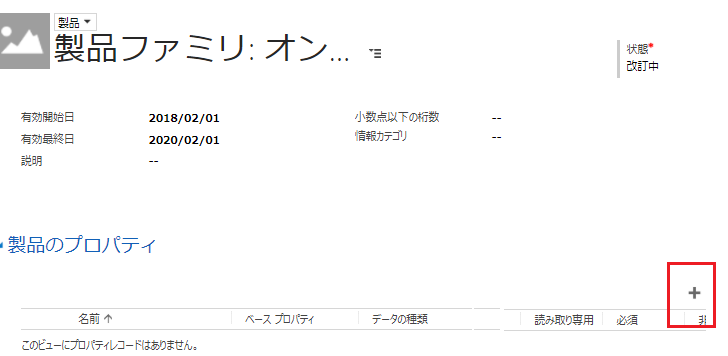 製品
製品ファミリ: オン...
状態*
改訂中
有効開始日 2018/02/01 小数点以下の桁数 --
有効最終日 2020/02/01 情報カテゴリ --
説明 --
製品のプロパティ
+
名前 ↑ ベース プロパティ データの種類 読み取り専用 必須
このビューにプロパティレコードはありません。